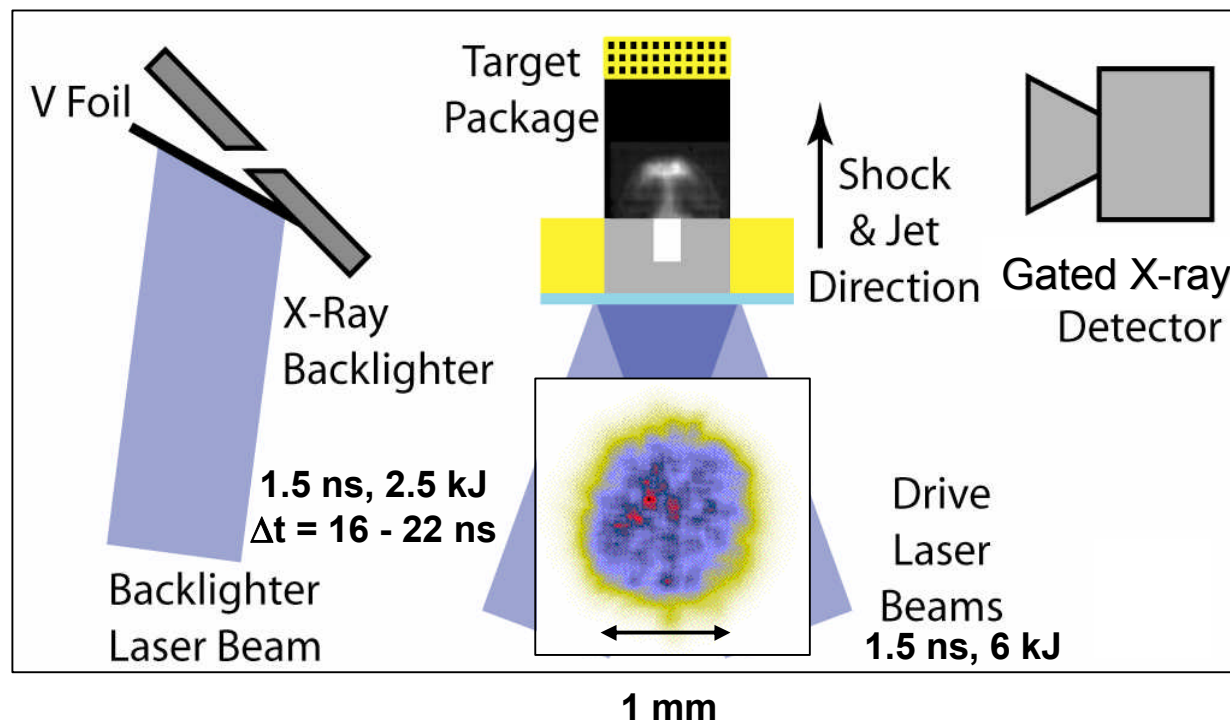 V Foil
Target
Package
Shock
& Jet
Direction
Gated X-ray
Detector
X-Ray
Backlighter
1.5 ns, 2.5 kJ
Δt = 16 - 22 ns
Backlighter
Laser Beam
Drive
Laser
Beams
1.5 ns, 6 kJ
1 mm